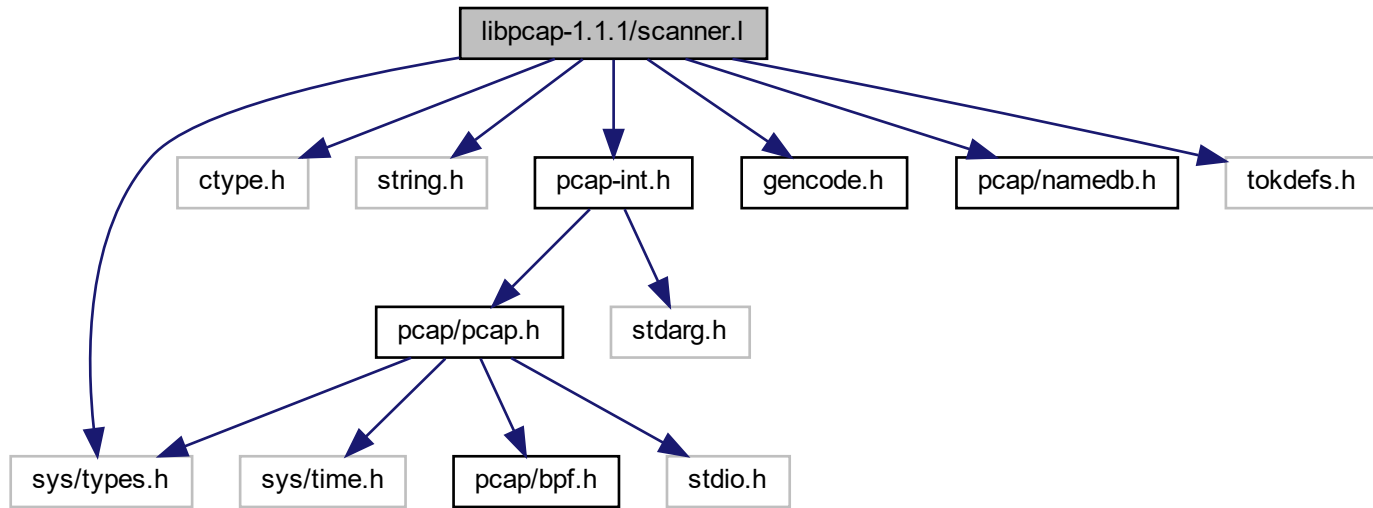 libpcap-1.1.1/scanner.l
ctype.h
string.h
pcap-int.h
gencode.h
pcap/namedb.h
tokdefs.h
pcap/pcap.h
stdarg.h
sys/types.h
sys/time.h
pcap/bpf.h
stdio.h